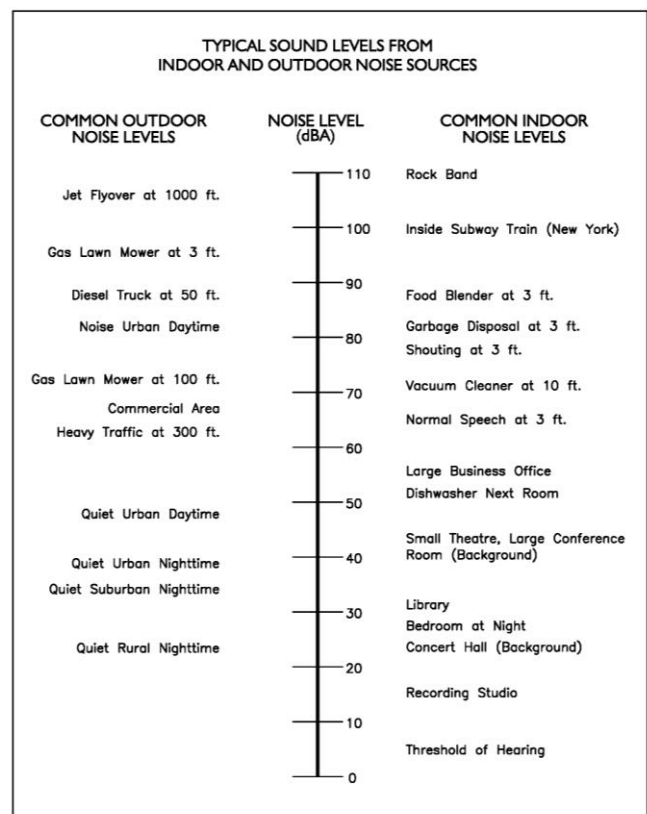 TYPICAL SOUND LEVELS FROM
INDOOR AND OUTDOOR NOISE SOURCES
COMMON OUTDOOR
NOISE LEVELS
NOISE LEVEL
(dBA)
COMMON INDOOR
NOISE LEVELS
Jet Flyover at 1000 ft.
Gas Lawn Mower at 3 ft.
Diesel Truck at 50 ft.
Noise Urban Daytime
Gas Lawn Mower at 100 ft.
Commercial Area
Heavy Traffic at 300 ft.
Quiet Urban Daytime
Quiet Urban Nighttime
Quiet Suburban Nighttime
Quiet Rural Nighttime
110
100
90
80
70
60
50
40
30
20
10
0
Rock Band
Inside Subway Train (New York)
Food Blender at 3 ft.
Garbage Disposal at 3 ft.
Shouting at 3 ft.
Vacuum Cleaner at 10 ft.
Normal Speech at 3 ft.
Large Business Office
Dishwasher Next Room
Small Theatre, Large Conference
Room (Background)
Library
Bedroom at Night
Concert Hall (Background)
Recording Studio
Threshold of Hearing